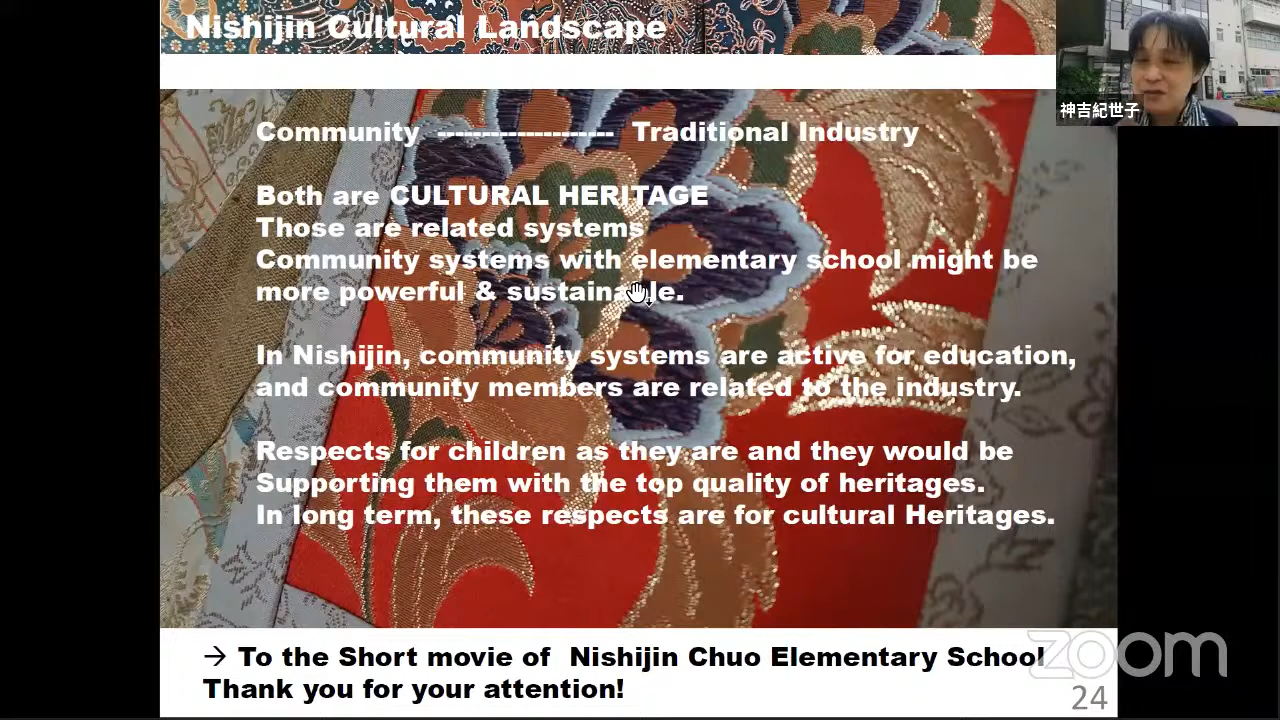 Nishijin Cultural Landscape
神吉紀世子
Community -------------------- Traditional Industry
Both are CULTURAL HERITAGE
Those are related systems
Community systems with elementary school might be
more powerful & sustainable.
In Nishijin, community systems are active for education,
and community members are related to the industry.
Respects for children as they are and they would be
Supporting them with the top quality of heritages.
In long term, these respects are for cultural Heritages.
→ To the Short movie of Nishijin Chuo Elementary School
Thank you for your attention!
zoom
24